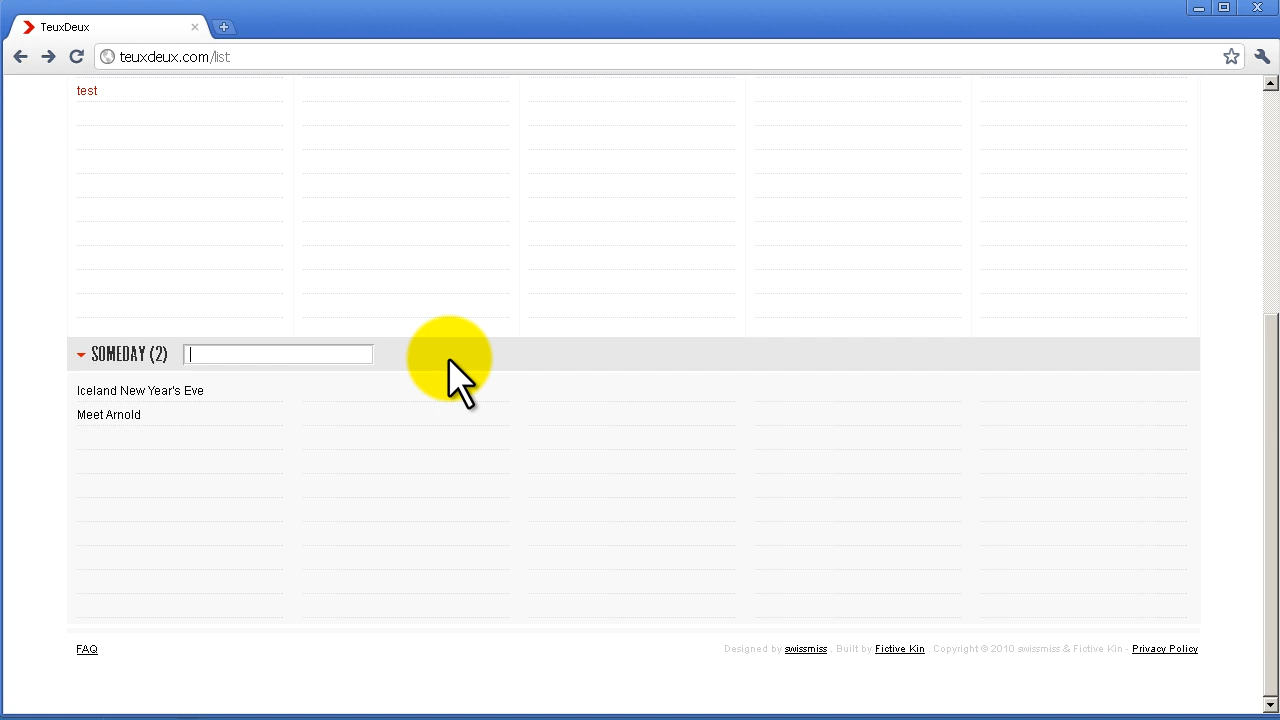 TeuxDeux
teuxdeux.com/list
test
SOMEDAY (2)
Iceland New Year's Eve
Meet Arnold
FAQ
Designed by swissmiss Built by Fictive Kin Copyright © 2010 swissmiss & Fictive Kin - Privacy Policy